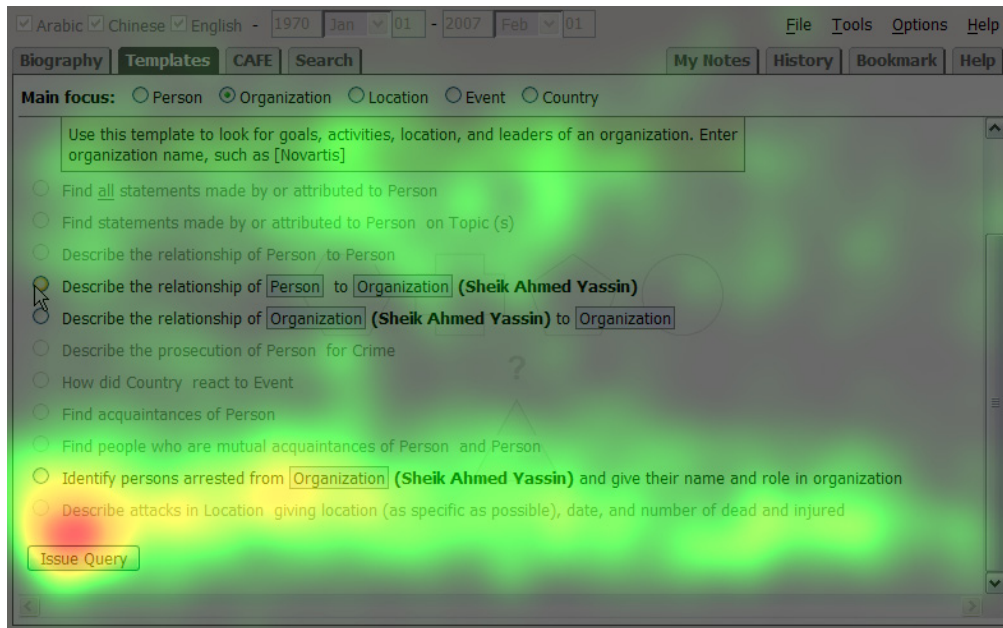 Arabic Chinese English - 1970 Jan 01 - 2007 Feb 01 File Tools Options Help
Biography Templates CAFE Search My Notes History Bookmark Help
Main focus: Person Organization Location Event Country
Use this template to look for goals, activities, location, and leaders of an organization. Enter
organization name, such as [Novartis]
Find all statements made by or attributed to Person
Find statements made by or attributed to Person on Topic (s)
Describe the relationship of Person to Person
Describe the relationship of Person to Organization (Sheik Ahmed Yassin)
Describe the relationship of Organization (Sheik Ahmed Yassin) to Organization
Describe the prosecution of Person for Crime
?
How did Country react to Event
Find acquaintances of Person
Find people who are mutual acquaintances of Person and Person
Identify persons arrested from Organization (Sheik Ahmed Yassin) and give their name and role in organization
Describe attacks in Location giving location (as specific as possible), date, and number of dead and injured
Issue Query